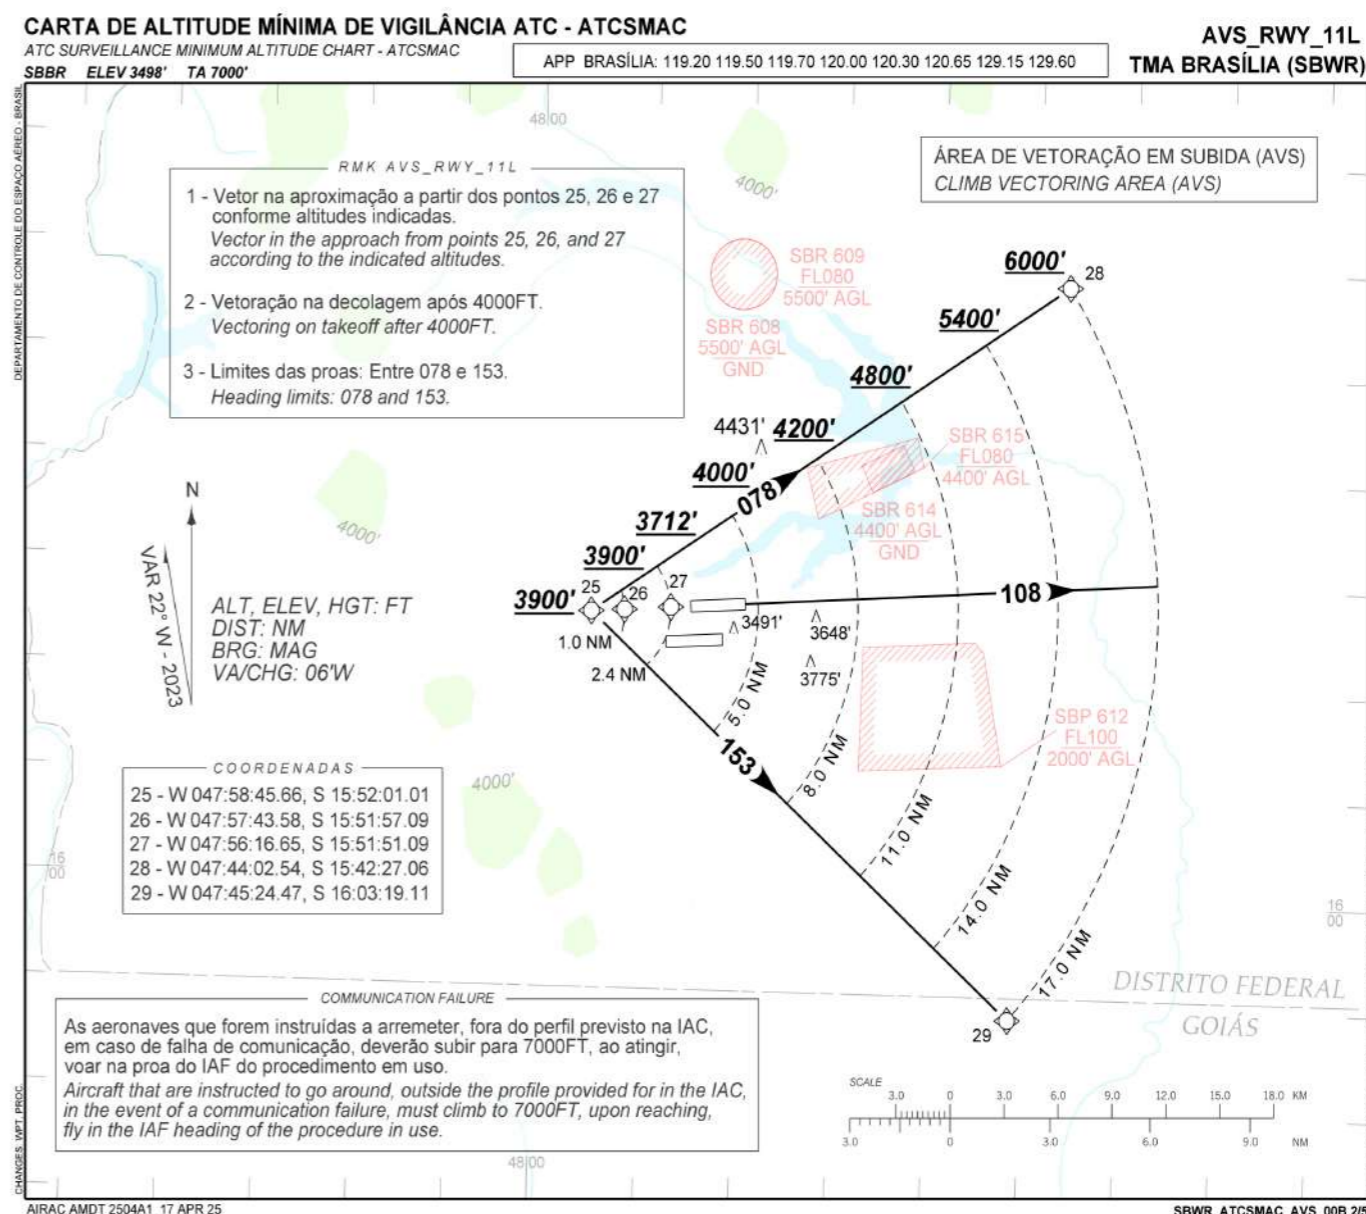 CARTA DE ALTITUDE MÍNIMA DE VIGILÂNCIA ATC - ATCSMAC
ATC SURVEILLANCE MINIMUM ALTITUDE CHART - ATCSMAC
SBBR ELEV 3498' TA 7000'
APP BRASÍLIA: 119.20 119.50 119.70 120.00 120.30 120.65 129.15 129.60
AVS_RWY_11L
TMA BRASÍLIA (SBWR)
DEPARTAMENTO DE CONTROLE DO ESPAÇO AÉREO - BRASIL
48 00
4000'
RMK AVS_RWY_11L
1 - Vetor na aproximação a partir dos pontos 25, 26 e 27
conforme altitudes indicadas.
Vector in the approach from points 25, 26, and 27
according to the indicated altitudes.
2 - Vetoração na decolagem após 4000FT.
Vectoring on takeoff after 4000FT.
3 - Limites das proas: Entre 078 e 153.
Heading limits: 078 and 153.
ÁREA DE VETORAÇÃO EM SUBIDA (AVS)
CLIMB VECTORING AREA (AVS)
SBR 609
FL080
5500' AGL
SBR 608
5500' AGL
GND
6000'
28
5400'
4800'
4431'
4200'
SBR 615
FL080
4400' AGL
4000'
078
SBR 614
4400' AGL
GND
3712'
3900'
3900'
25
26
27
108
1.0 NM
2.4 NM
3491'
3648'
3775'
4000'
N
VAR 22° W - 2023
ALT, ELEV, HGT: FT
DIST: NM
BRG: MAG
VA/CHG: 06'W
5.0 NM
153
8.0 NM
SBP 612
FL100
2000' AGL
4000'
11.0 NM
14.0 NM
17.0 NM
COORDENADAS
25 - W 047:58:45.66, S 15:52:01.01
26 - W 047:57:43.58, S 15:51:57.09
27 - W 047:56:16.65, S 15:51:51.09
28 - W 047:44:02.54, S 15:42:27.06
29 - W 047:45:24.47, S 16:03:19.11
16
00
16
00
DISTRITO FEDERAL
GOIÁS
29
COMMUNICATION FAILURE
As aeronaves que forem instruídas a arremeter, fora do perfil previsto na IAC,
em caso de falha de comunicação, deverão subir para 7000FT, ao atingir,
voar na proa do IAF do procedimento em uso.
Aircraft that are instructed to go around, outside the profile provided for in the IAC,
in the event of a communication failure, must climb to 7000FT, upon reaching,
fly in the IAF heading of the procedure in use.
SCALE
3.0 0 3.0 6.0 9.0 12.0 15.0 18.0 KM
3.0 0 3.0 6.0 9.0 NM
48 00
CHANGES: WPT, PROC.
AIRAC AMDT 2504A1 17 APR 25
SBWR_ATCSMAC_AVS_00B 2/5